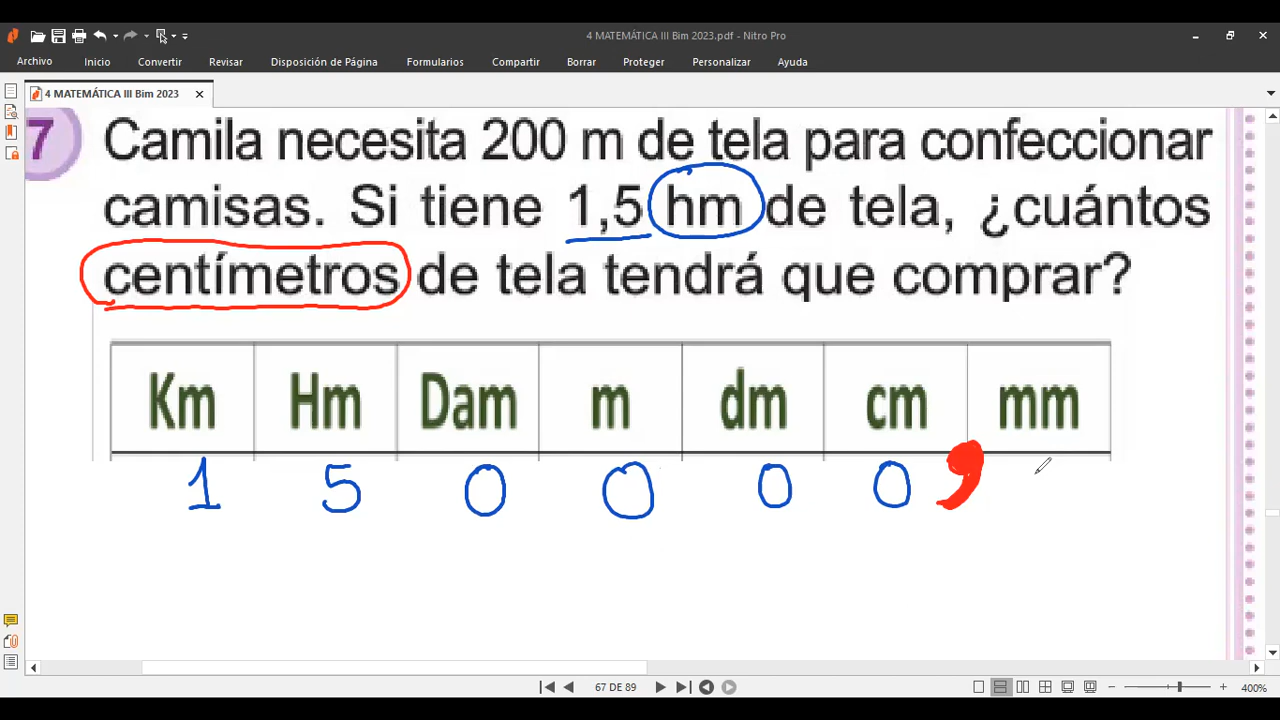 4 MATEMÁTICA III Bim 2023.pdf - Nitro Pro
Archivo Inicio Convertir Revisar Disposición de Página Formularios Compartir Borrar Proteger Personalizar Ayuda
4 MATEMÁTICA III Bim 2023
7 Camila necesita 200 m de tela para confeccionar
camisas. Si tiene 1,5 hm de tela, ¿cuántos
centímetros de tela tendrá que comprar?
Km Hm Dam m dm cm mm
1 5 0 0 0 0 ,
67 DE 89 400%